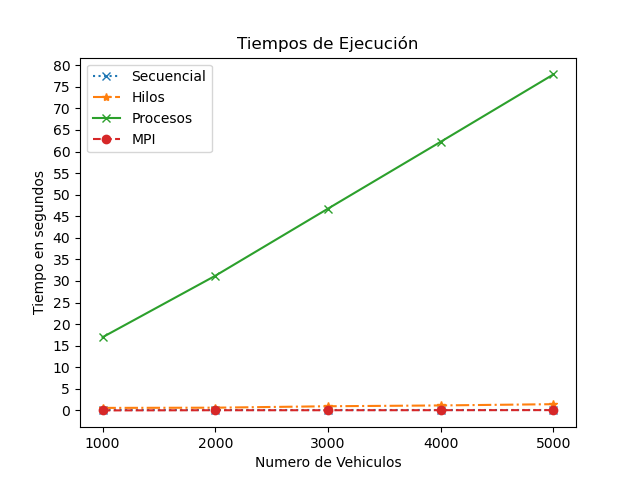 Tiempos de Ejecución
Secuencial
Hilos
Procesos
MPI
Tiempo en segundos
80
75
70
65
60
55
50
45
40
35
30
25
20
15
10
5
0
1000 2000 3000 4000 5000
Numero de Vehiculos